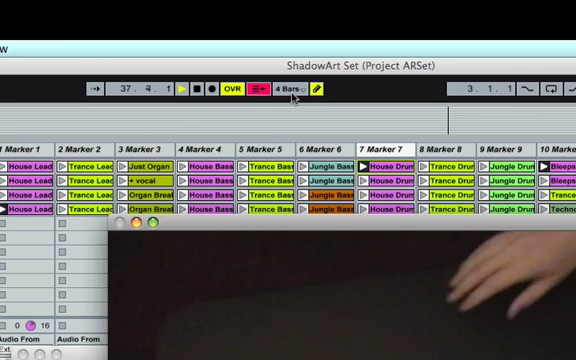 w
ShadowArt Set (Project ARSet)
37. 4. 1 OVR 4 Bars 3. 1. 1
1 Marker 1 2 Marker 2 3 Marker 3 4 Marker 4 5 Marker 5 6 Marker 6 7 Marker 7 8 Marker 8 9 Marker 9 10 Marke
House Lead Trance Lead Just Organ House Bass Trance Bass Jungle Bass House Drum Trance Drum Jungle Drum Bleeps
House Lead Trance Lead + vocal House Bass Trance Bass Jungle Bass House Drum Trance Drum Jungle Drum Bleeps
House Lead Trance Lead Organ Break House Bass Trance Bass Jungle Bass House Drum Trance Drum Jungle Drum Trance
House Lead Trance Lead Organ Break House Bass Trance Bass Jungle Bass House Drum Trance Drum Jungle Drum Techno
0 16
Audio From Audio From
Ext.